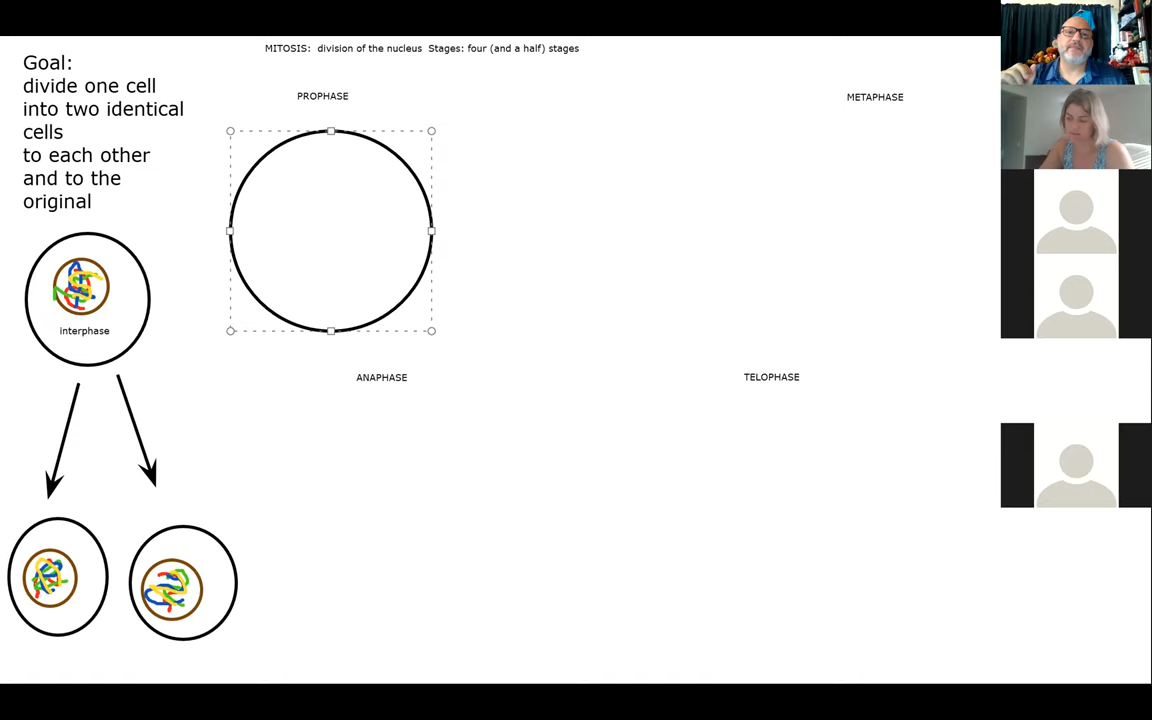 MITOSIS:  division of the nucleus  Stages: four (and a half) stages
Goal:
divide one cell
into two identical
cells
to each other
and to the
original
PROPHASE
METAPHASE
interphase
ANAPHASE
TELOPHASE